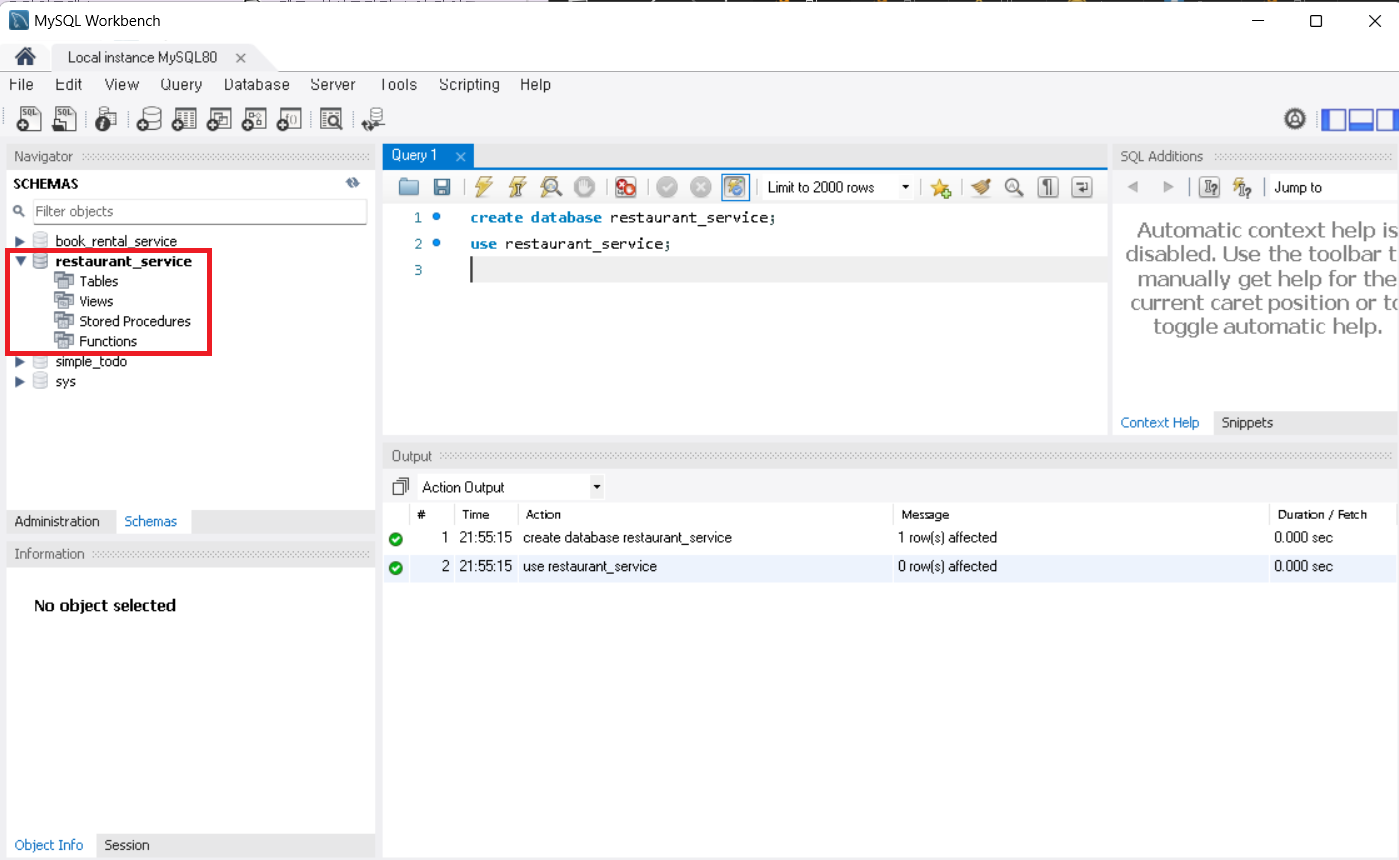 MySQL Workbench
Local instance MySQL80
File Edit View Query Database Server Tools Scripting Help
Navigator
SCHEMAS
Filter objects
book_rental_service
restaurant_service
Tables
Views
Stored Procedures
Functions
simple_todo
sys
Administration Schemas
Information
No object selected
Object Info Session
Query 1
Limit to 2000 rows
1 create database restaurant_service;
2 use restaurant_service;
3
SQL Additions
Jump to
Automatic context help is
disabled. Use the toolbar t
manually get help for the
current caret position or to
toggle automatic help.
Context Help Snippets
Output
Action Output
# Time Action Message Duration / Fetch
1 21:55:15 create database restaurant_service 1 row(s) affected 0.000 sec
2 21:55:15 use restaurant_service 0 row(s) affected 0.000 sec